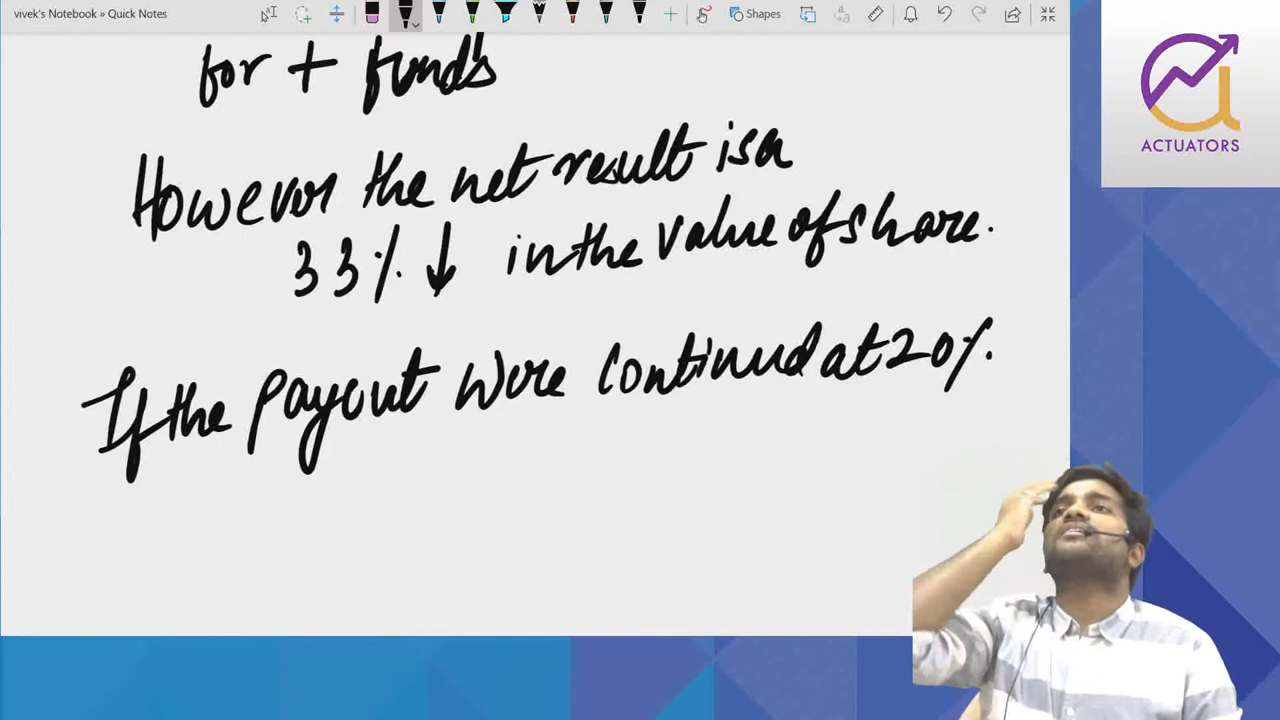 vivek's Notebook » Quick Notes
Shapes
for + funds
However the net result is a
33% ↓ in the value of share.
If the payout were continued at 20%.
ACTUATORS